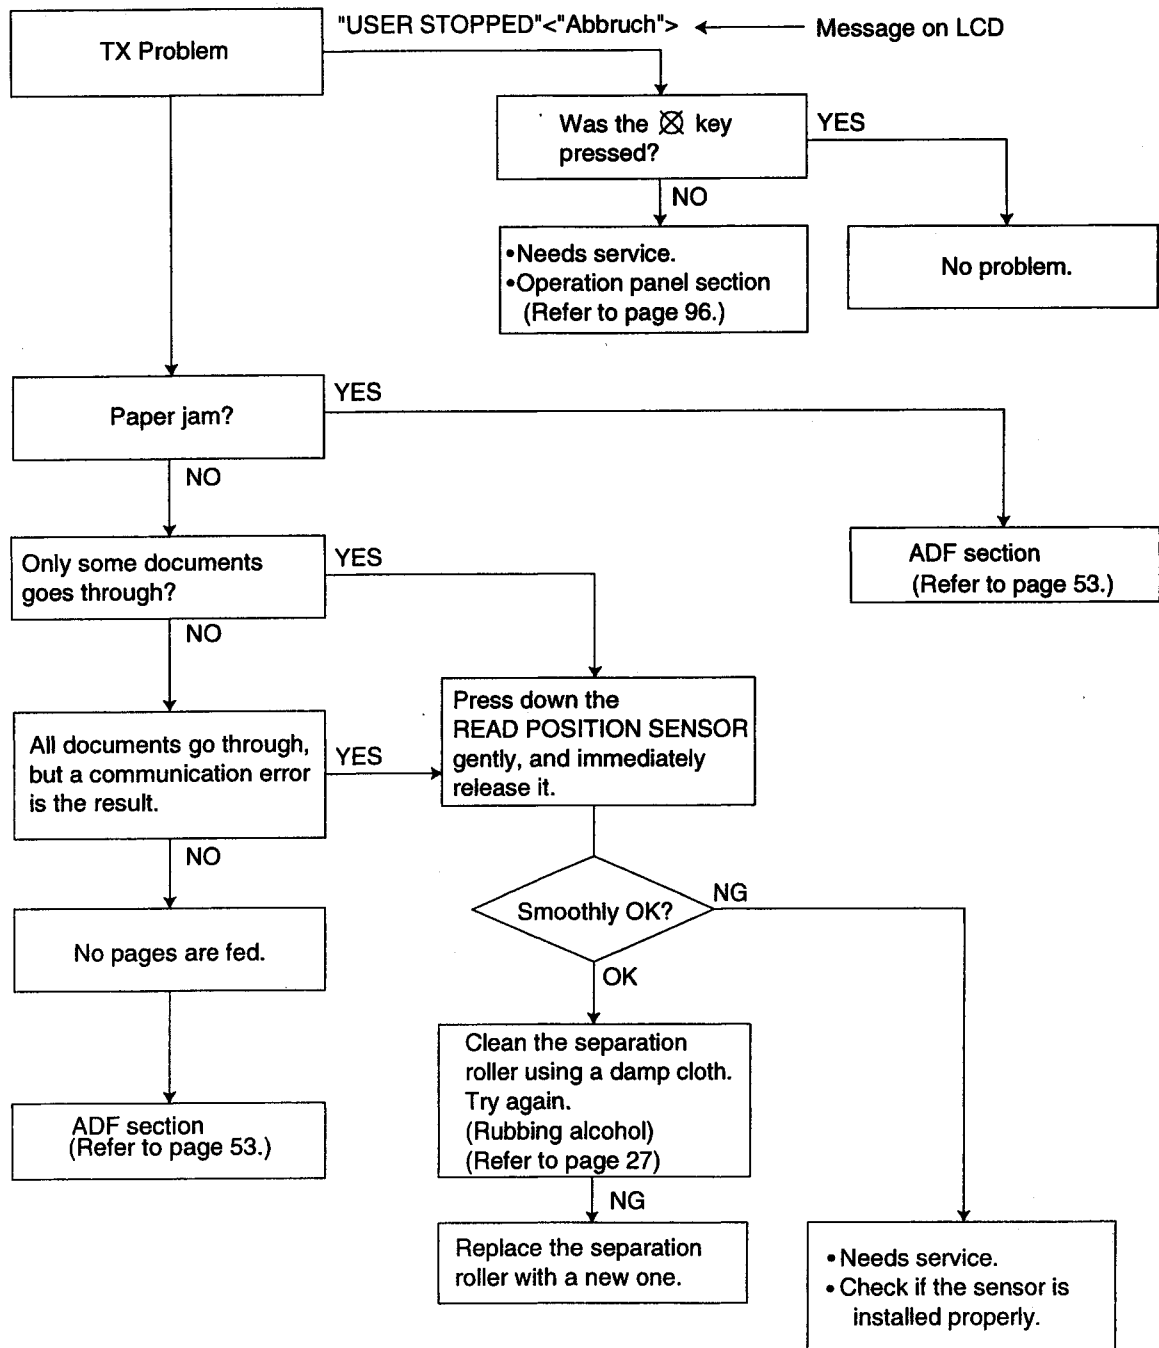 TX Problem
"USER STOPPED"<"Abbruch">
Message on LCD
Was the ⊠ key
pressed?
YES
NO
•Needs service.
•Operation panel section
(Refer to page 96.)
No problem.
Paper jam?
YES
NO
ADF section
(Refer to page 53.)
Only some documents
goes through?
YES
NO
All documents go through,
but a communication error
is the result.
YES
NO
Press down the
READ POSITION SENSOR
gently, and immediately
release it.
Smoothly OK?
NG
OK
No pages are fed.
ADF section
(Refer to page 53.)
Clean the separation
roller using a damp cloth.
Try again.
(Rubbing alcohol)
(Refer to page 27)
NG
Replace the separation
roller with a new one.
• Needs service.
• Check if the sensor is
installed properly.